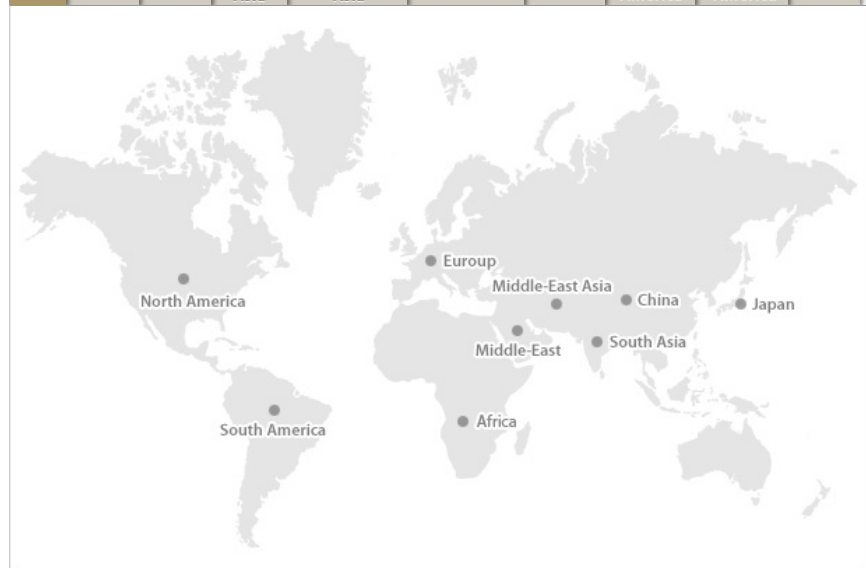 Euroup
Middle-East Asia
North America
China
Japan
Middle-East
South Asia
South America
Africa